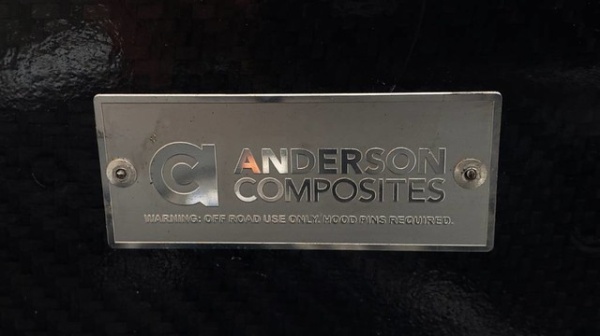 ANDERSON
COMPOSITES
WARNING: OFF ROAD USE ONLY. HOOD PINS REQUIRED.